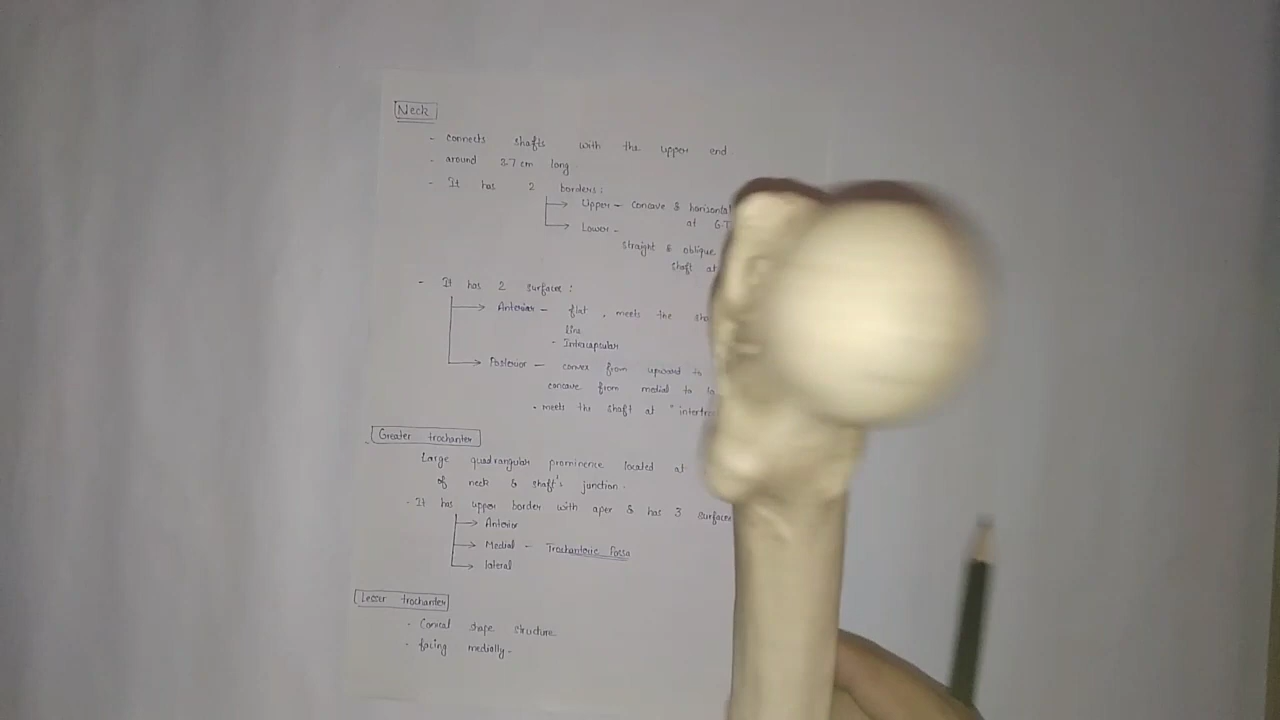 Neck
- connects shafts with the upper end
- around 3.7 cm long
- It has 2 borders:
Upper - concave & horizontal
at G.T
Lower -
straight & oblique
shaft at
- It has 2 surfaces:
Anterior - flat, meets the sho
line
- Intercapsular
Posterior - convex from upward to
concave from medial to la
- meets the shaft at "intertro
Greater trochanter
Large quadrangular prominence located at
of neck & shaft's junction.
- It has upper border with apex & has 3 surfaces
Anterior
Medial - Trochanteric Fossa
lateral
Lesser trochanter
- Conical shape structure
- facing medially-